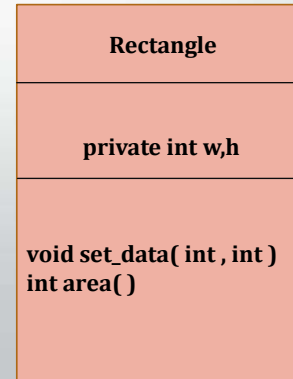 Rectangle
private int w,h
void set_data( int , int )
int area( )